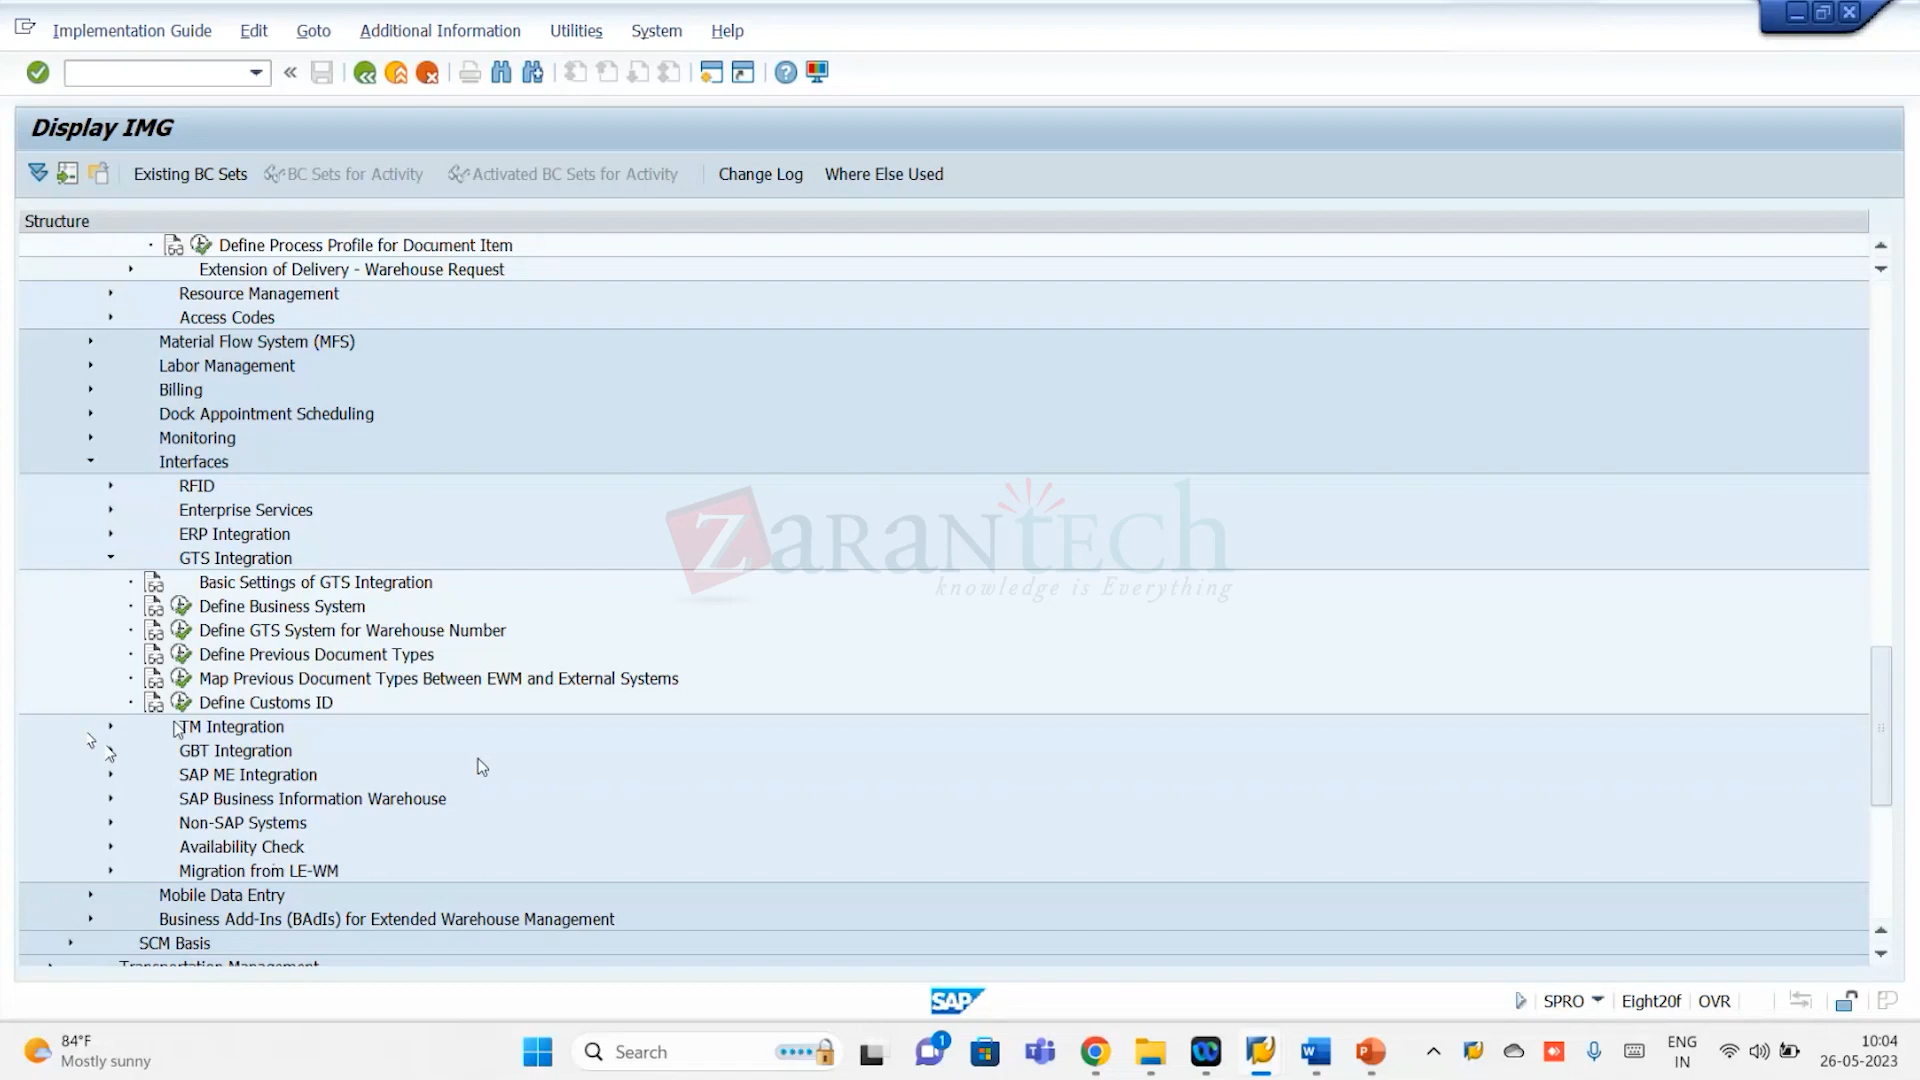 Implementation Guide Edit Goto Additional Information Utilities System Help
Display IMG
Existing BC Sets BC Sets for Activity Activated BC Sets for Activity Change Log Where Else Used
Structure
Define Process Profile for Document Item
Extension of Delivery - Warehouse Request
Resource Management
Access Codes
Material Flow System (MFS)
Labor Management
Billing
Dock Appointment Scheduling
Monitoring
Interfaces
RFID
Enterprise Services
ERP Integration
GTS Integration
Basic Settings of GTS Integration
Define Business System
Define GTS System for Warehouse Number
Define Previous Document Types
Map Previous Document Types Between EWM and External Systems
Define Customs ID
TM Integration
GBT Integration
SAP ME Integration
SAP Business Information Warehouse
Non-SAP Systems
Availability Check
Migration from LE-WM
Mobile Data Entry
Business Add-Ins (BAdIs) for Extended Warehouse Management
SCM Basis
Transportation Management
ZARANTECH
knowledge is Everything
SAP
SPRO Eight20f OVR
84°F
Mostly sunny
Search
1
ENG
IN
10:04
26-05-2023